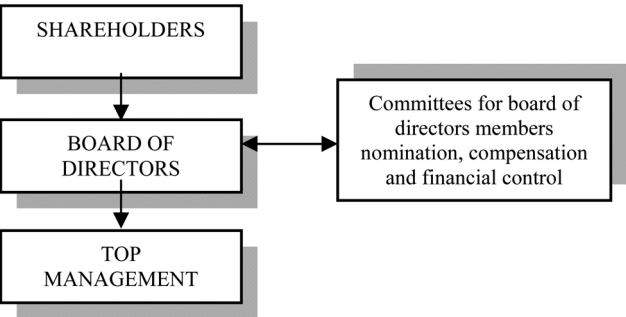 SHAREHOLDERS
BOARD OF
DIRECTORS
Committees for board of
directors members
nomination, compensation
and financial control
TOP
MANAGEMENT